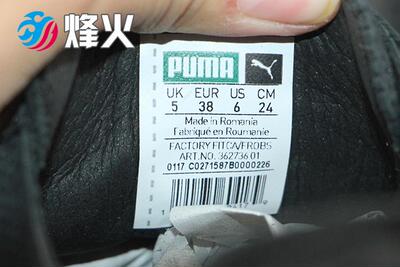 烽火
PUMA
UK EUR US CM
5 38 6 24
Made in Romania
Fabriqué en Roumanie
FACTORY FITCA/FROBS
ART.NO. 362736 01
0117 C0271587B0000226